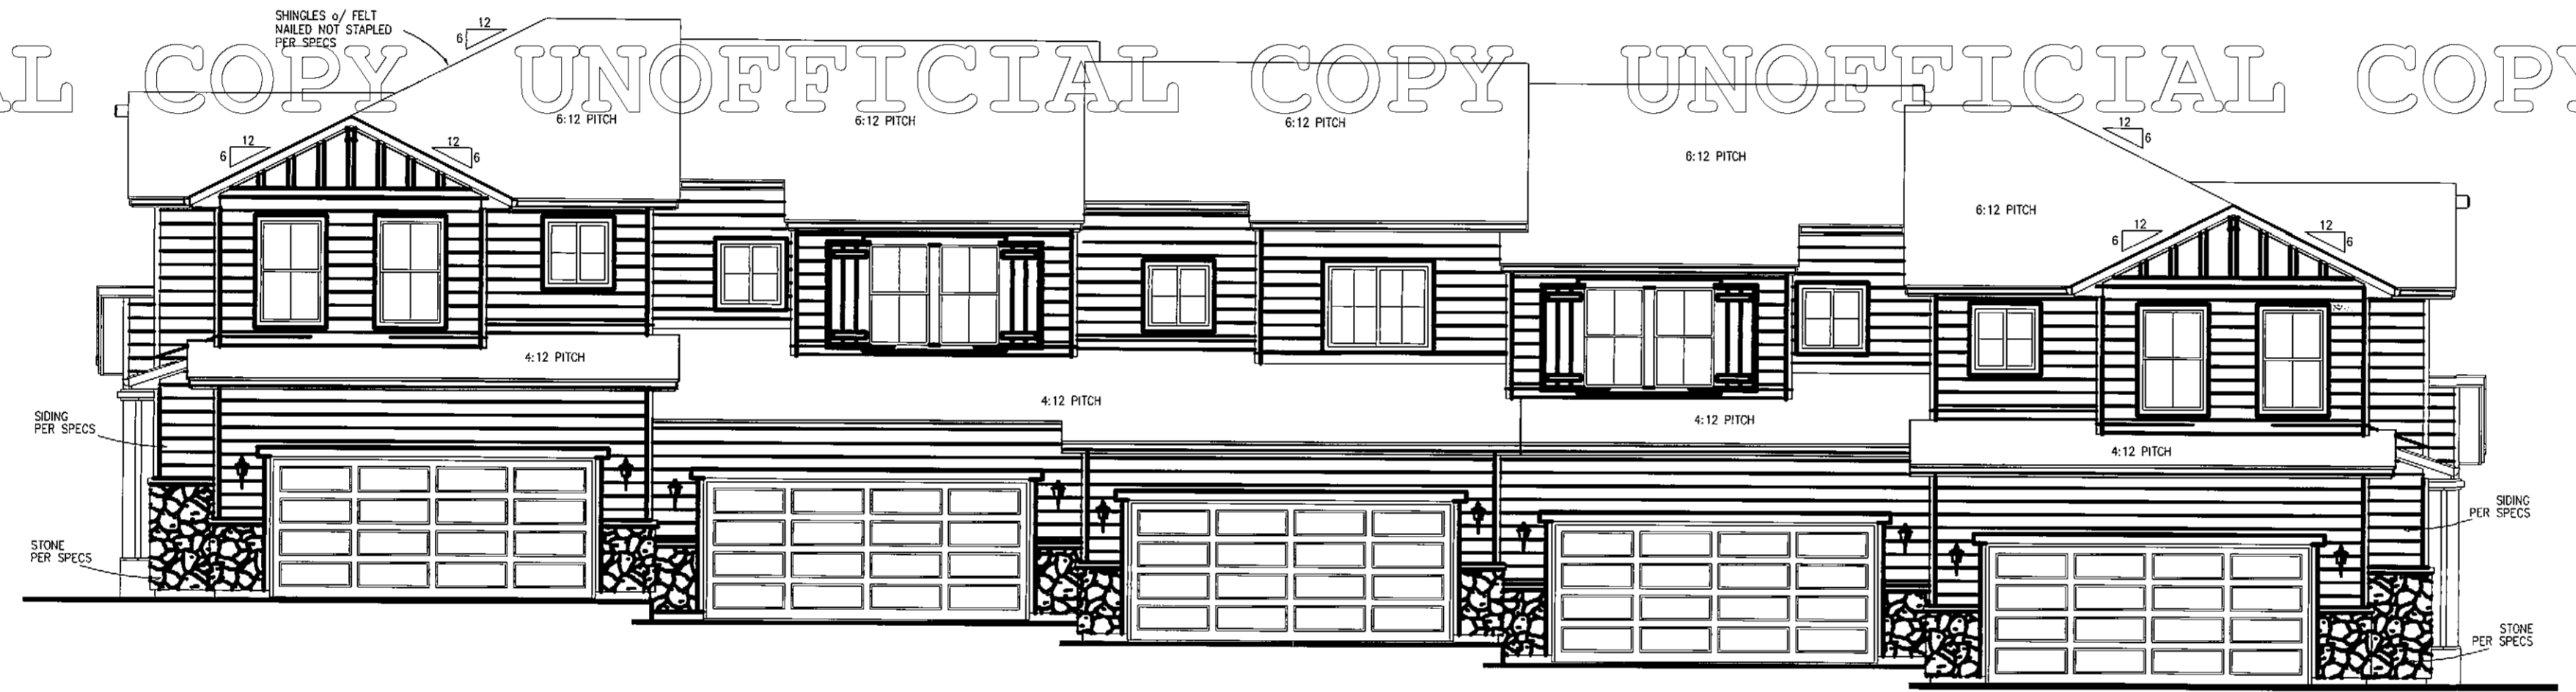 SHINGLES o/ FELT
NAILED NOT STAPLED
PER SPECS
12
6
AL COPY UNOFFICIAL COPY UNOFFICIAL COPY
6:12 PITCH
6:12 PITCH
6:12 PITCH
6:12 PITCH
6:12 PITCH
12
6
12
6
12
6
12
6
12
6
4:12 PITCH
4:12 PITCH
4:12 PITCH
4:12 PITCH
SIDING
PER SPECS
STONE
PER SPECS
SIDING
PER SPECS
STONE
PER SPECS